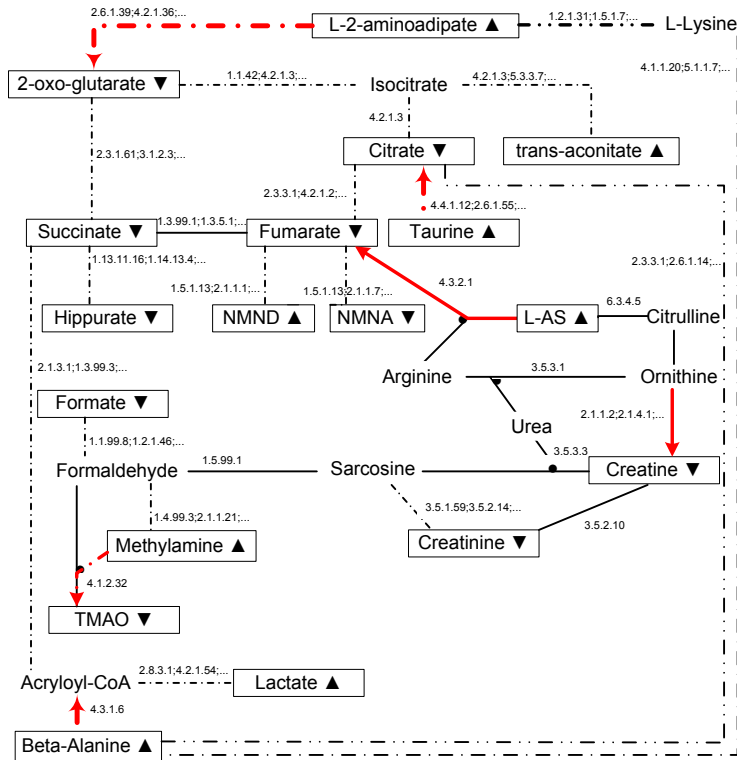 2.6.1.39;4.2.1.36;...
L-2-aminoadipate ▲
1.2.1.31;1.5.1.7;...
L-Lysine
4.1.1.20;5.1.1.7;...
2-oxo-glutarate ▼
1.1.42;4.2.1.3;...
Isocitrate
4.2.1.3;5.3.3.7;...
4.2.1.3
2.3.1.61;3.1.2.3;...
Citrate ▼
trans-aconitate ▲
2.3.3.1;4.2.1.2;...
4.4.1.12;2.6.1.55;...
Succinate ▼
1.3.99.1;1.3.5.1;...
Fumarate ▼
Taurine ▲
1.13.11.16;1.14.13.4;...
2.3.3.1;2.6.1.14;...
1.5.1.13;2.1.1.1;...
1.5.1.13;2.1.1.7;...
4.3.2.1
Hippurate ▼
NMND ▲
NMNA ▼
L-AS ▲
6.3.4.5
Citrulline
2.1.3.1;1.3.99.3;...
Arginine
3.5.3.1
Ornithine
Formate ▼
2.1.1.2;2.1.4.1;...
Urea
1.1.99.8;1.2.1.46;...
3.5.3.3
Formaldehyde
1.5.99.1
Sarcosine
Creatine ▼
1.4.99.3;2.1.1.21;...
3.5.1.59;3.5.2.14;...
3.5.2.10
Methylamine ▲
Creatinine ▼
4.1.2.32
TMAO ▼
Acryloyl-CoA
2.8.3.1;4.2.1.54;...
Lactate ▲
4.3.1.6
Beta-Alanine ▲